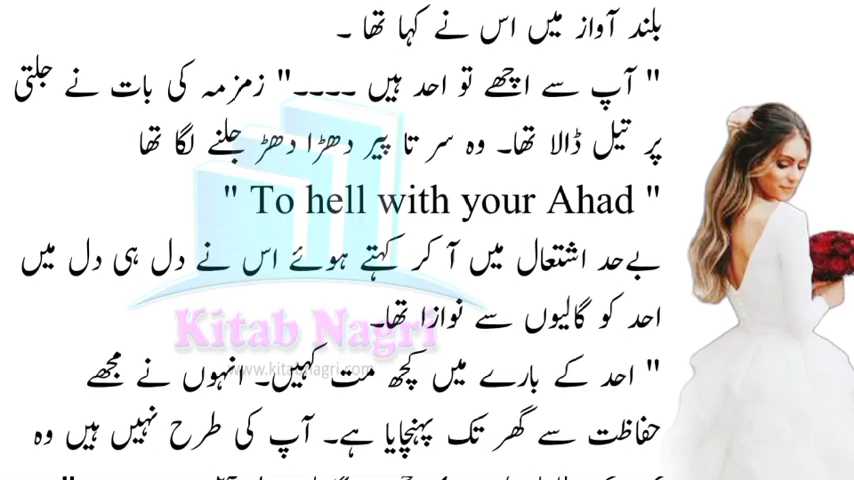 بلند آواز میں اس نے کہا تھا ۔
" آپ سے اچھے تو احد ہیں ۔۔۔۔" زمزمہ کی بات نے جلتی
پر تیل ڈالا تھا۔ وہ سر تا پیر دھڑا دھڑ جلنے لگا تھا
" To hell with your Ahad "
بےحد اشتعال میں آ کر کہتے ہوئے اس نے دل ہی دل میں
احد کو گالیوں سے نوازا تھا۔
Kitab Nagri
www.kitabnagri.com
" احد کے بارے میں کچھ مت کہیں۔ انہوں نے مجھے
حفاظت سے گھر تک پہنچایا ہے۔ آپ کی طرح نہیں ہیں وہ